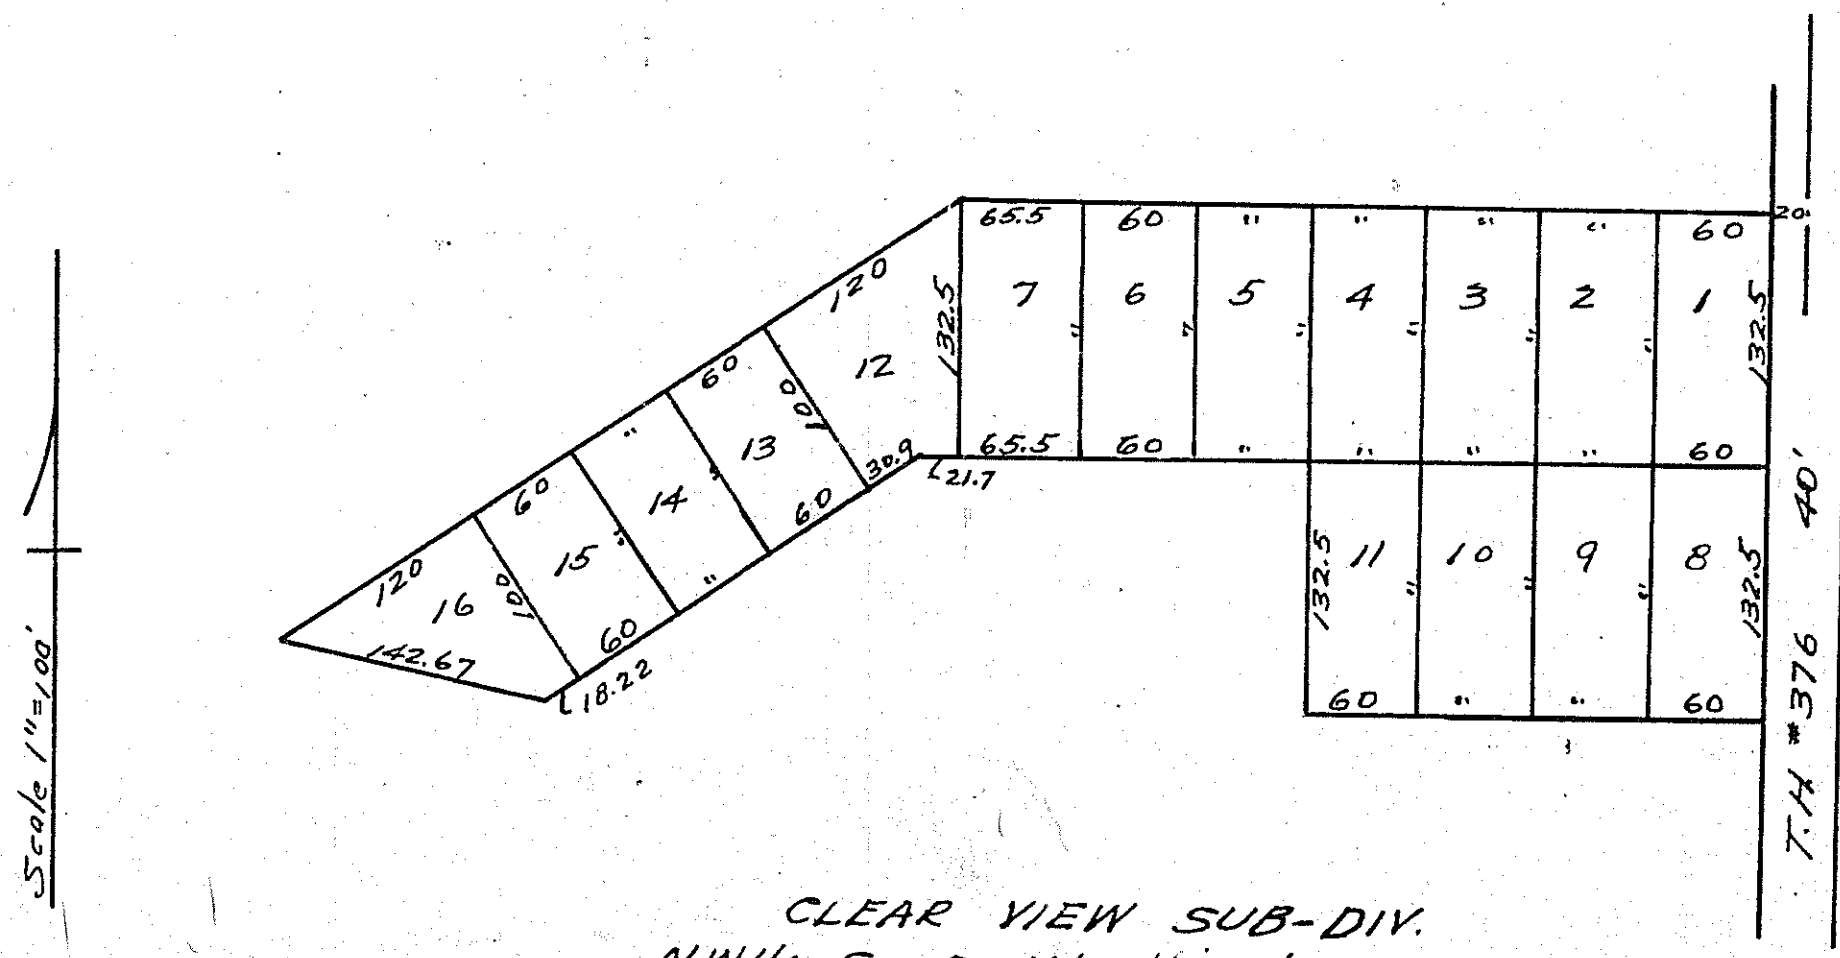 65.5 60 " " " " 60 20
120 132.5 7 6 5 4 3 2 1 132.5
" " " " " "
60 100 12
" 13 30.9 65.5 60 " " " " 60
21.7
60 14 " 60
120 15 " "
16 100 60
142.67 18.22
132.5 11 10 9 8 132.5
" " "
60 " " 60
Scale 1"=100'
T.H #376 40'
CLEAR VIEW SUB-DIV.